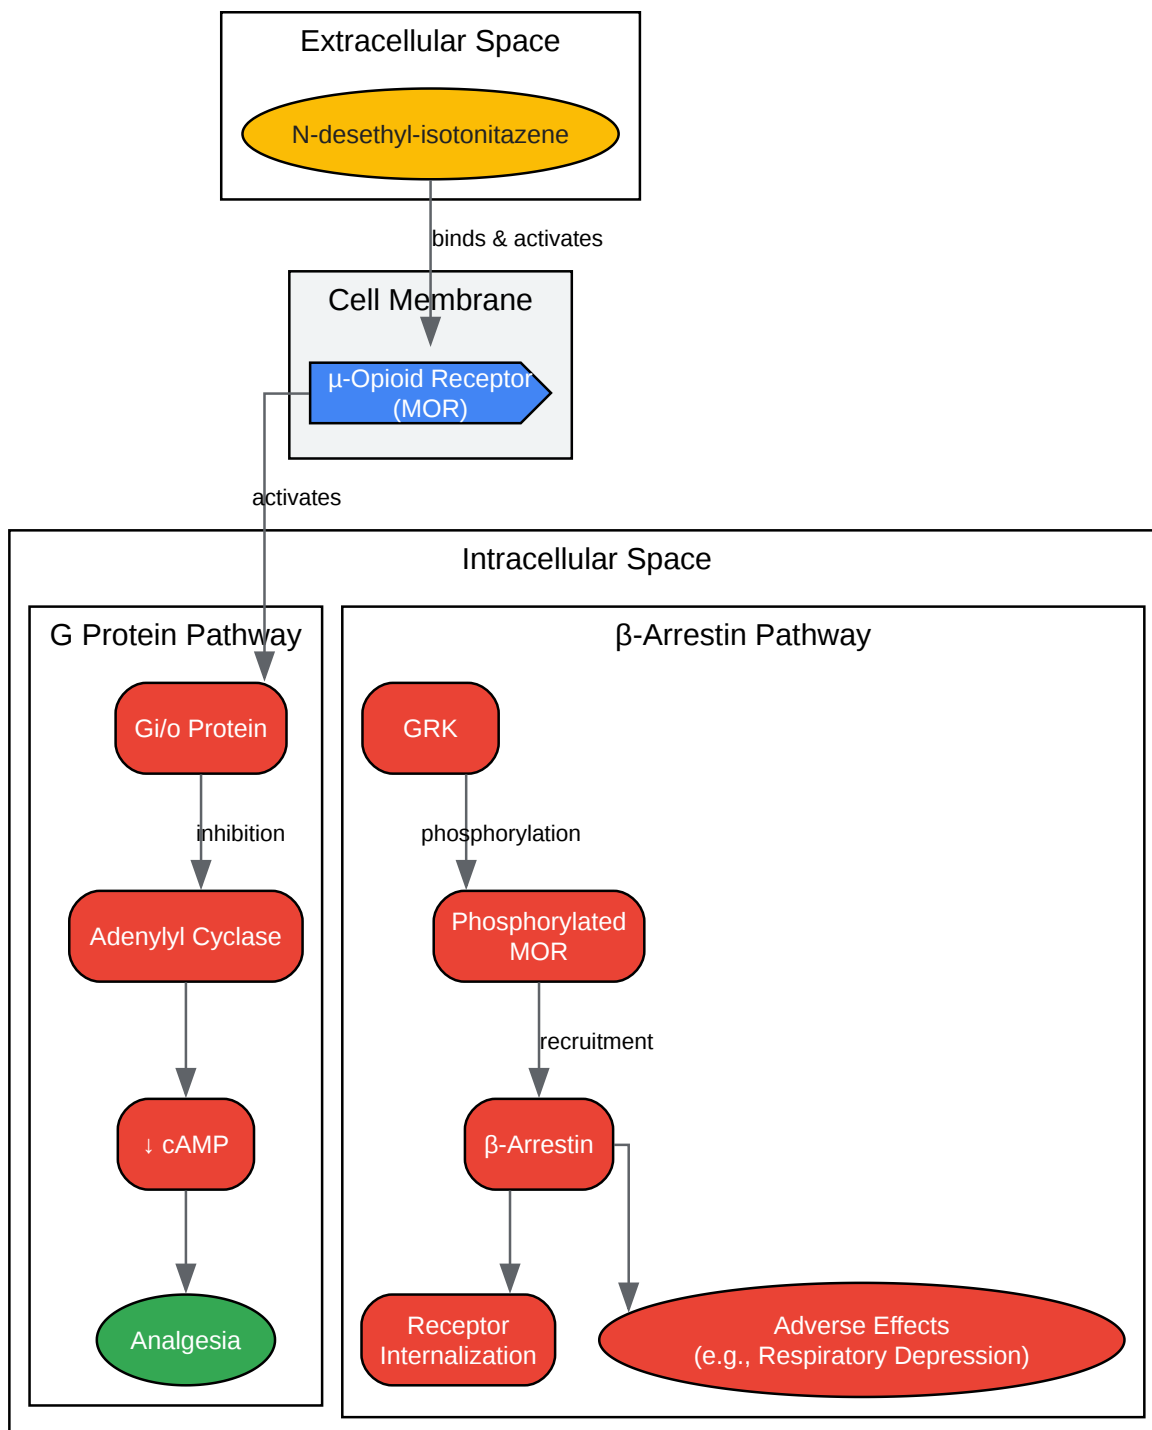 Extracellular Space
N-desethyl-isotonitazene
binds & activates
Cell Membrane
µ-Opioid Receptor
(MOR)
activates
Intracellular Space
G Protein Pathway
Gi/o Protein
inhibition
Adenylyl Cyclase
↓ cAMP
Analgesia
β-Arrestin Pathway
GRK
phosphorylation
Phosphorylated
MOR
recruitment
β-Arrestin
Receptor
Internalization
Adverse Effects
(e.g., Respiratory Depression)